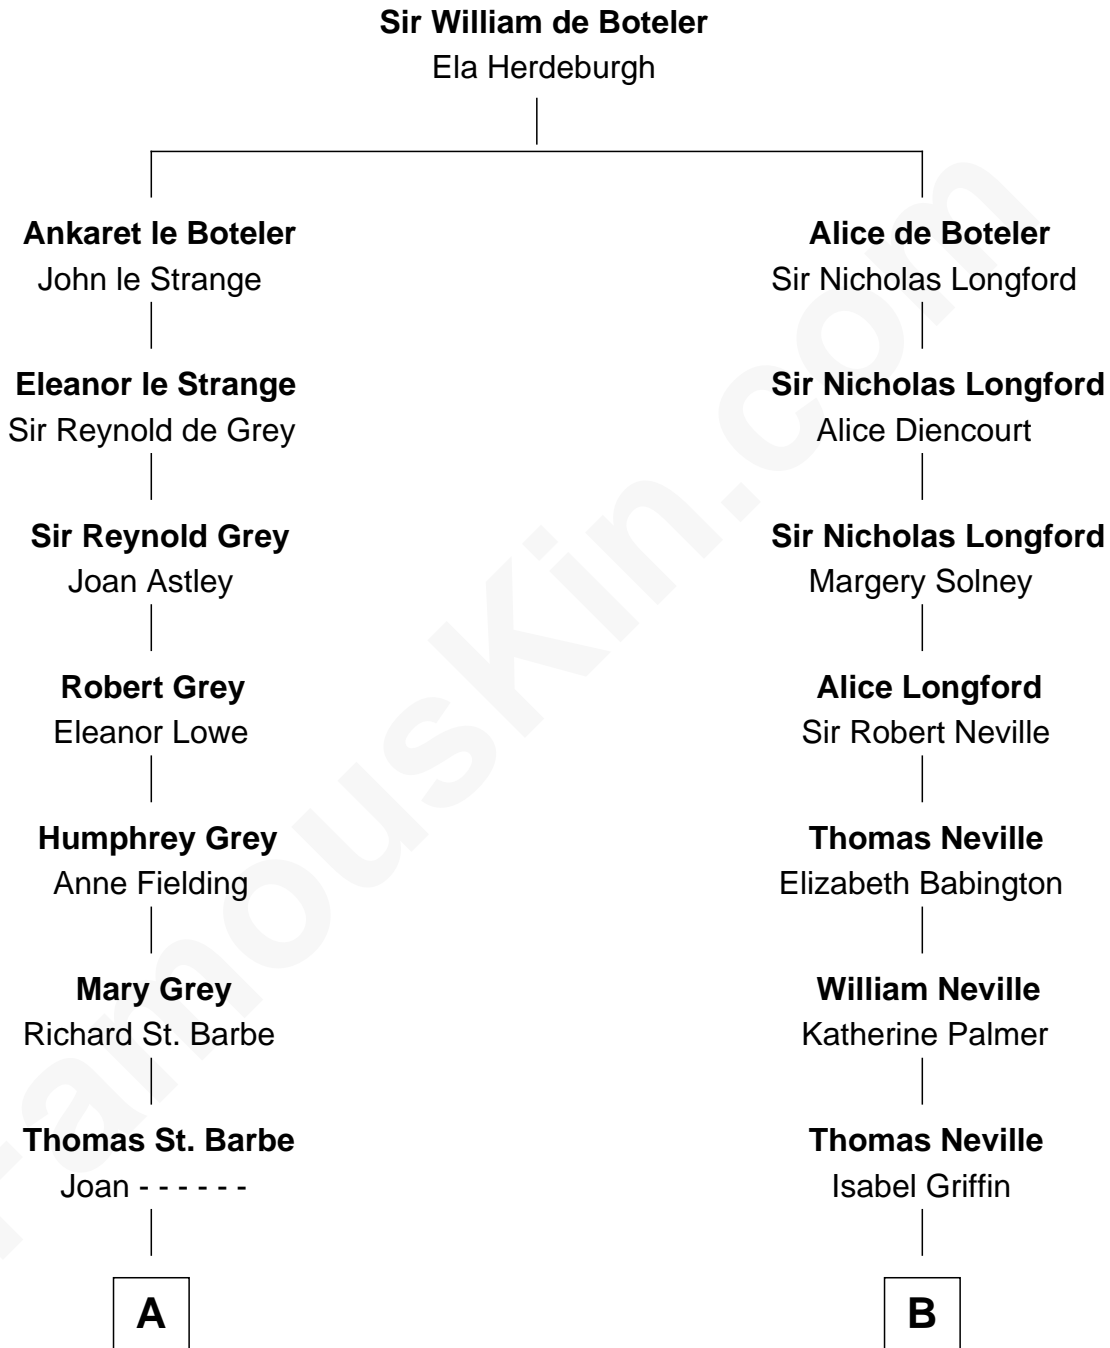 Sir William de Boteler
Ela Herdeburgh
Ankaret le Boteler
John le Strange
Eleanor le Strange
Sir Reynold de Grey
Sir Reynold Grey
Joan Astley
Robert Grey
Eleanor Lowe
Humphrey Grey
Anne Fielding
Mary Grey
Richard St. Barbe
Thomas St. Barbe
Joan - - - - - -
A
Alice de Boteler
Sir Nicholas Longford
Sir Nicholas Longford
Alice Diencourt
Sir Nicholas Longford
Margery Solney
Alice Longford
Sir Robert Neville
Thomas Neville
Elizabeth Babington
William Neville
Katherine Palmer
Thomas Neville
Isabel Griffin
B
FamousKin.com